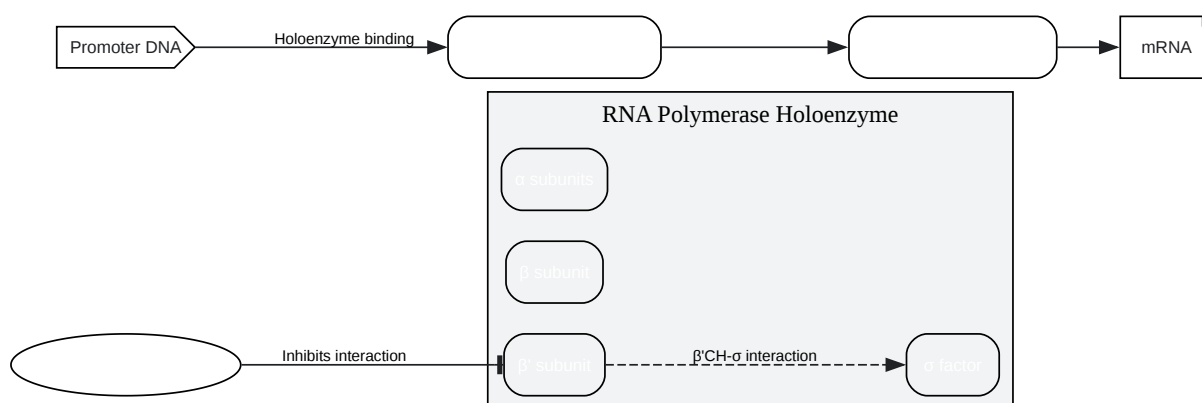 Promoter DNA
Holoenzyme binding
mRNA
RNA Polymerase Holoenzyme
α subunits
β subunit
Inhibits interaction
β' subunit
β'CH-σ interaction
σ factor